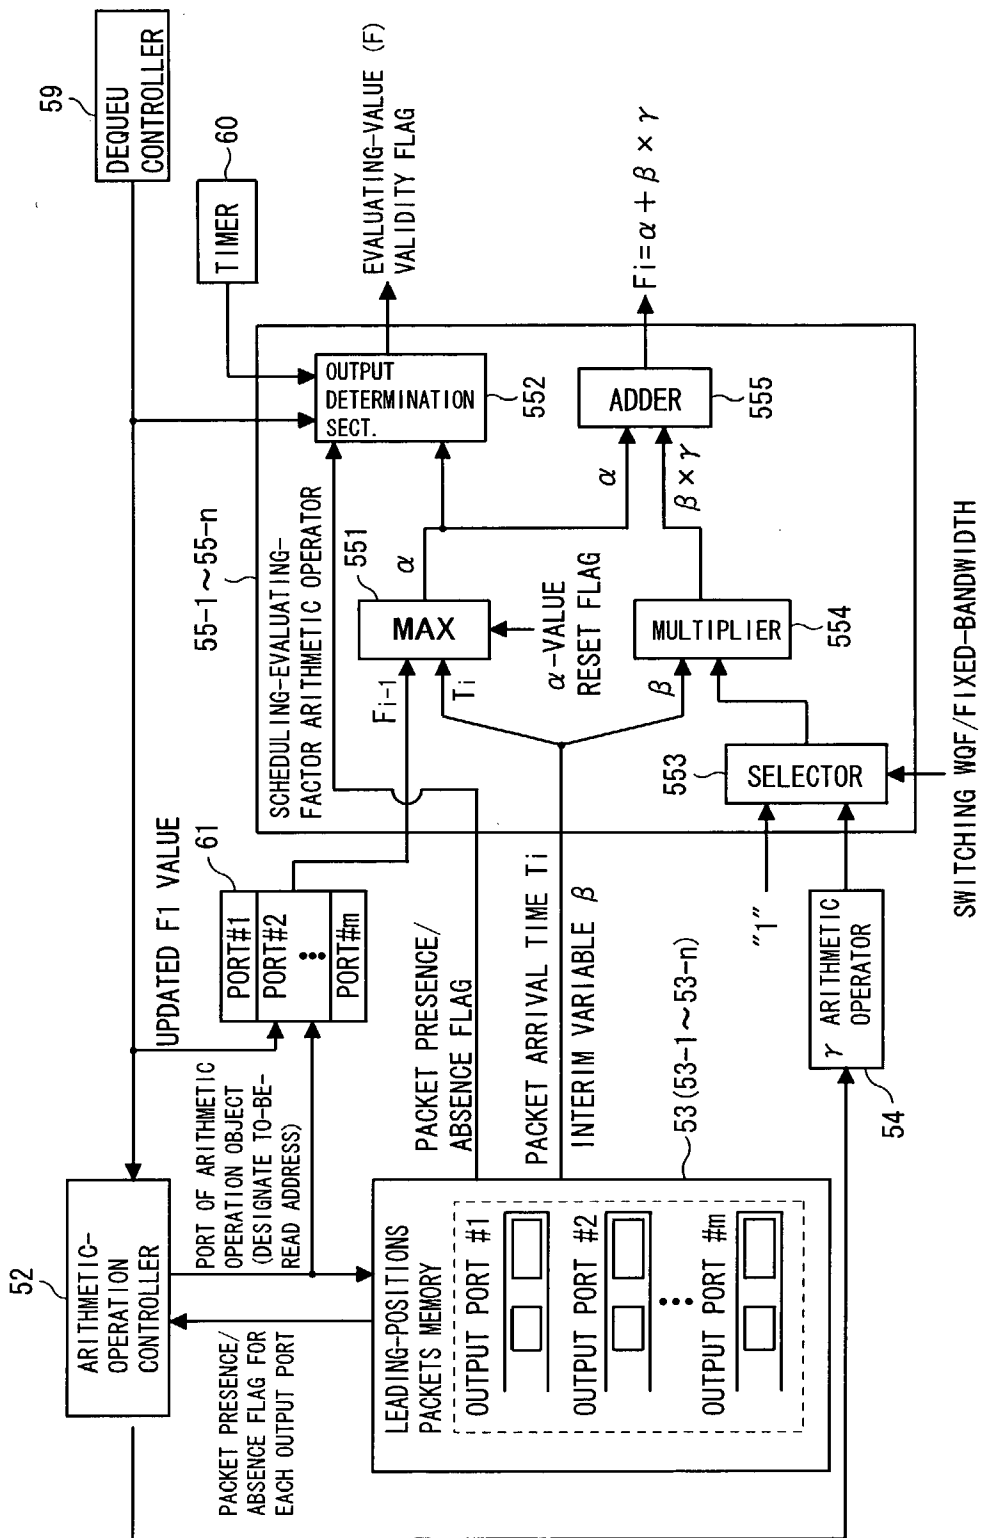 52
ARITHMETIC-
OPERATION
CONTROLLER
PACKET PRESENCE/
ABSENCE FLAG FOR
EACH OUTPUT PORT
PORT OF ARITHMETIC
OPERATION OBJECT
(DESIGNATE TO-BE-
READ ADDRESS)
UPDATED F1 VALUE
61
PORT#1
PORT#2
PORT#m
59
DEQUEU
CONTROLLER
60
TIMER
LEADING-POSITIONS
PACKETS MEMORY
OUTPUT PORT #1
OUTPUT PORT #2
OUTPUT PORT #m
53(53-1~53-n)
PACKET PRESENCE/
ABSENCE FLAG
PACKET ARRIVAL TIME Ti
INTERIM VARIABLE β
55-1~55-n
SCHEDULING-EVALUATING-
FACTOR ARITHMETIC OPERATOR
Fi-1
Ti
551
MAX
α
α-VALUE
RESET FLAG
OUTPUT
DETERMINATION
SECT.
552
EVALUATING-VALUE (F)
VALIDITY FLAG
β
MULTIPLIER
554
α
β×γ
ADDER
555
Fi=α+β×γ
553
SELECTOR
"1"
γ ARITHMETIC
OPERATOR
54
SWITCHING WQF/FIXED-BANDWIDTH